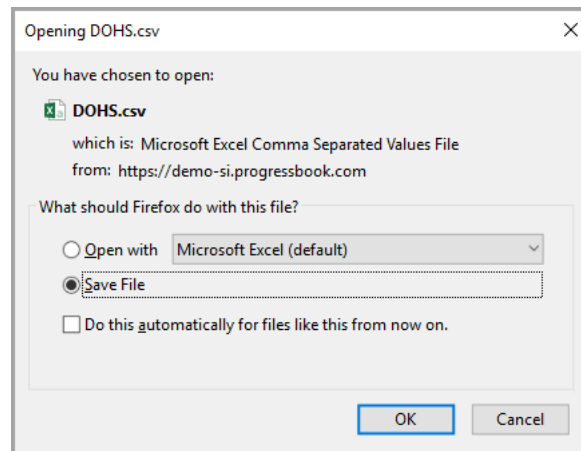 Opening DOHS.csv
You have chosen to open:
DOHS.csv
which is: Microsoft Excel Comma Separated Values File
from: https://demo-si.progressbook.com
What should Firefox do with this file?
Open with Microsoft Excel (default)
Save File
Do this automatically for files like this from now on.
OK Cancel